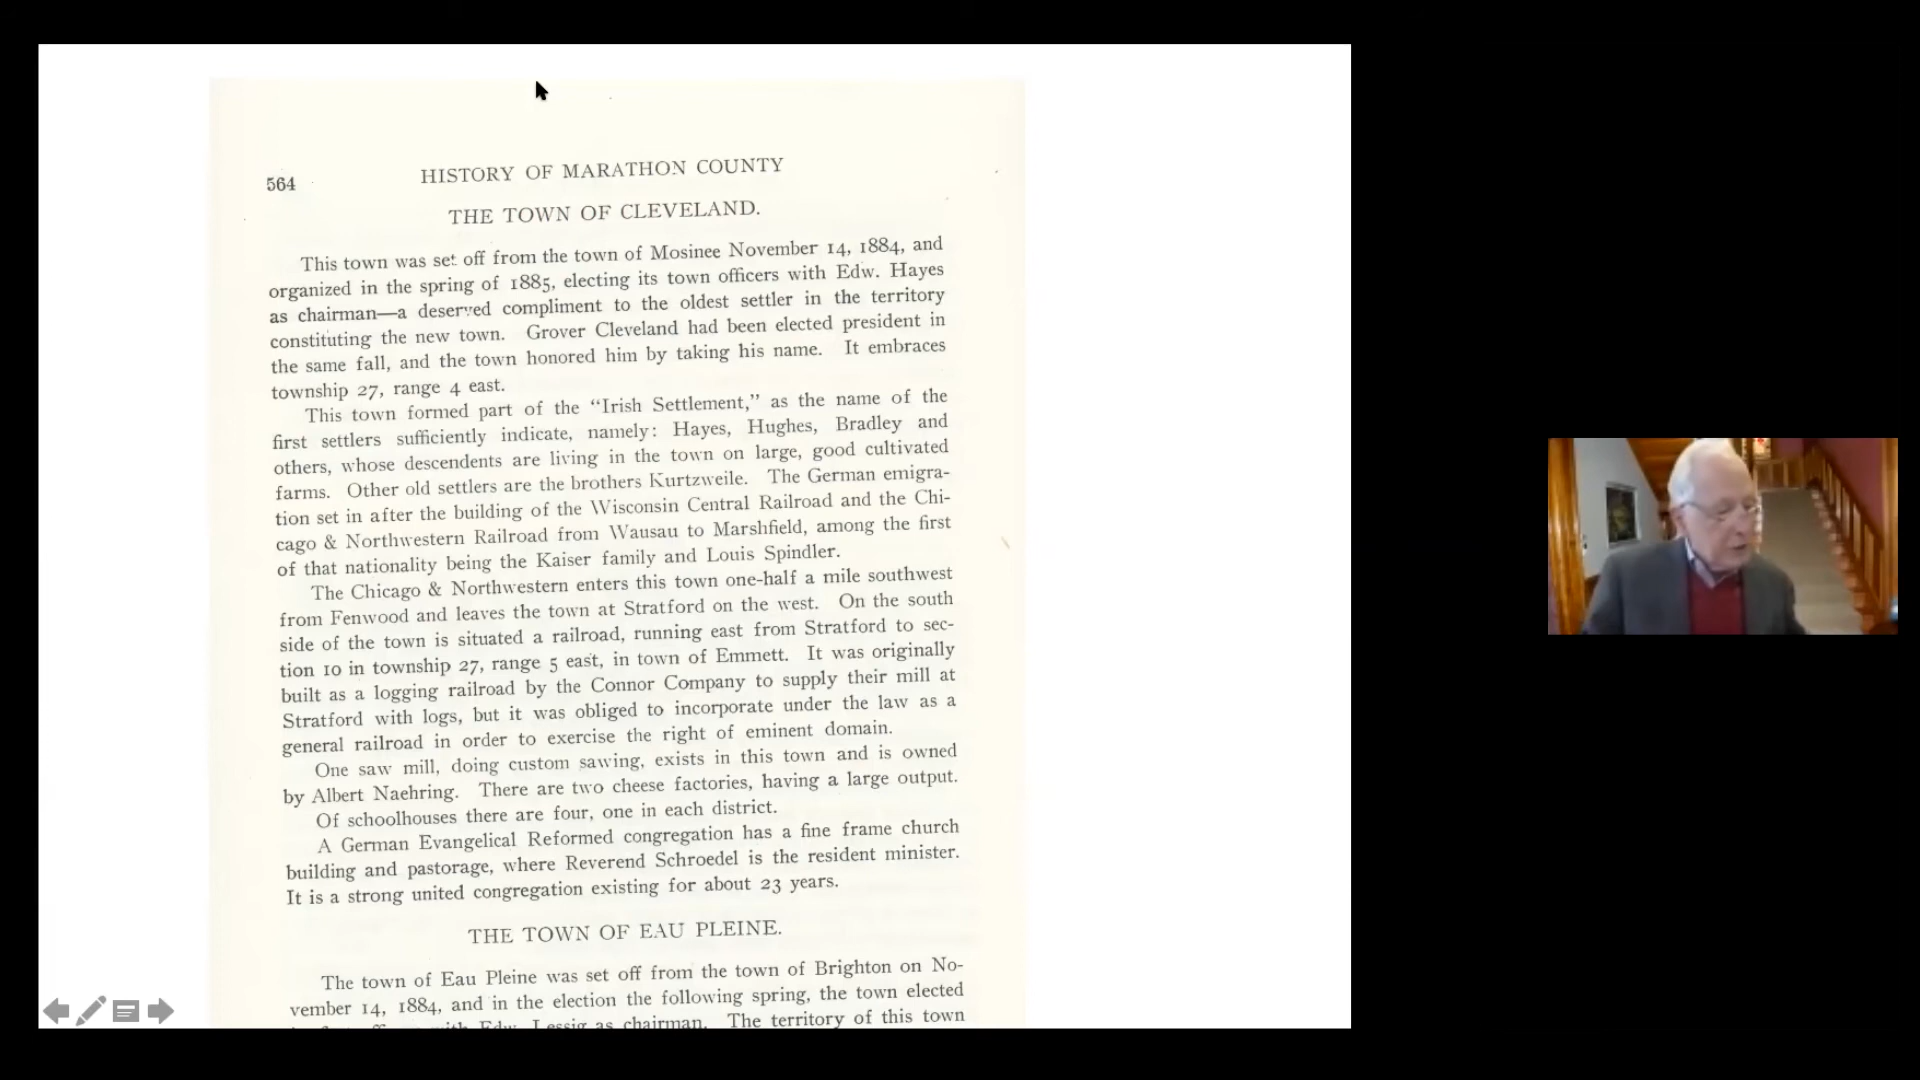 564
HISTORY OF MARATHON COUNTY
THE TOWN OF CLEVELAND.
This town was set off from the town of Mosinee November 14, 1884, and
organized in the spring of 1885, electing its town officers with Edw. Hayes
as chairman—a deserved compliment to the oldest settler in the territory
constituting the new town. Grover Cleveland had been elected president in
the same fall, and the town honored him by taking his name. It embraces
township 27, range 4 east.
This town formed part of the “Irish Settlement,” as the name of the
first settlers sufficiently indicate, namely: Hayes, Hughes, Bradley and
others, whose descendents are living in the town on large, good cultivated
farms. Other old settlers are the brothers Kurtzweile. The German emigra-
tion set in after the building of the Wisconsin Central Railroad and the Chi-
cago & Northwestern Railroad from Wausau to Marshfield, among the first
of that nationality being the Kaiser family and Louis Spindler.
The Chicago & Northwestern enters this town one-half a mile southwest
from Fenwood and leaves the town at Stratford on the west. On the south
side of the town is situated a railroad, running east from Stratford to sec-
tion 10 in township 27, range 5 east, in town of Emmett. It was originally
built as a logging railroad by the Connor Company to supply their mill at
Stratford with logs, but it was obliged to incorporate under the law as a
general railroad in order to exercise the right of eminent domain.
One saw mill, doing custom sawing, exists in this town and is owned
by Albert Naehring. There are two cheese factories, having a large output.
Of schoolhouses there are four, one in each district.
A German Evangelical Reformed congregation has a fine frame church
building and pastorage, where Reverend Schroedel is the resident minister.
It is a strong united congregation existing for about 23 years.
THE TOWN OF EAU PLEINE.
The town of Eau Pleine was set off from the town of Brighton on No-
vember 14, 1884, and in the election the following spring, the town elected
with Edw. Lessig as chairman. The territory of this town